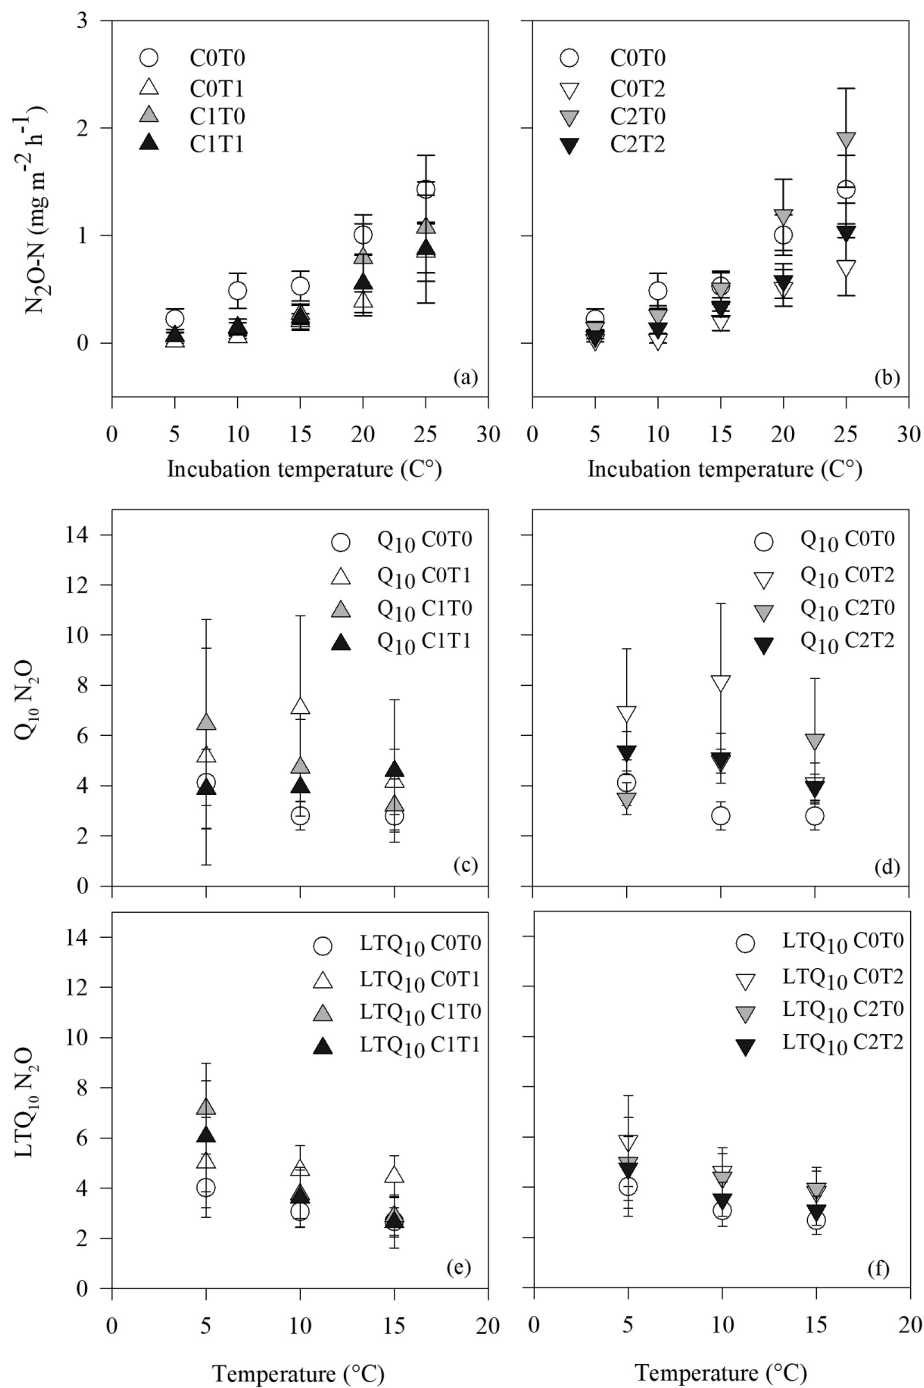 3
2
1
0
N2O-N (mg m-2 h-1)
C0T0
C0T1
C1T0
C1T1
(a)
0 5 10 15 20 25 30
Incubation temperature (C°)
C0T0
C0T2
C2T0
C2T2
(b)
0 5 10 15 20 25 30
Incubation temperature (C°)
14
12
10
8
6
4
2
0
Q10 N2O
Q10 C0T0
Q10 C0T1
Q10 C1T0
Q10 C1T1
(c)
Q10 C0T0
Q10 C0T2
Q10 C2T0
Q10 C2T2
(d)
14
12
10
8
6
4
2
0
LTQ10 N2O
LTQ10 C0T0
LTQ10 C0T1
LTQ10 C1T0
LTQ10 C1T1
(e)
0 5 10 15 20
Temperature (°C)
LTQ10 C0T0
LTQ10 C0T2
LTQ10 C2T0
LTQ10 C2T2
(f)
0 5 10 15 20
Temperature (°C)